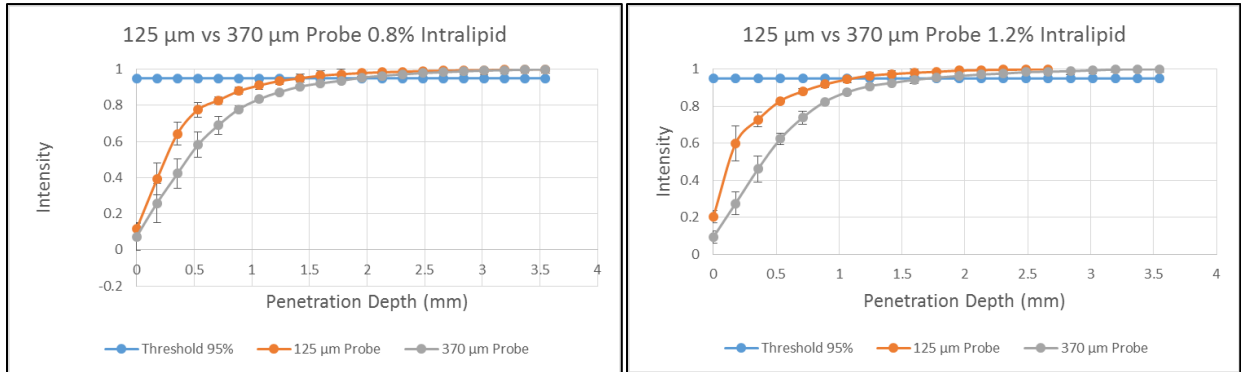 125 µm vs 370 µm Probe 0.8% Intralipid
1
0.8
0.6
0.4
0.2
0
-0.2
Intensity
0 0.5 1 1.5 2 2.5 3 3.5 4
Penetration Depth (mm)
Threshold 95% 125 µm Probe 370 µm Probe
125 µm vs 370 µm Probe 1.2% Intralipid
1
0.8
0.6
0.4
0.2
0
Intensity
0 0.5 1 1.5 2 2.5 3 3.5 4
Penetration Depth (mm)
Threshold 95% 125 µm Probe 370 µm Probe